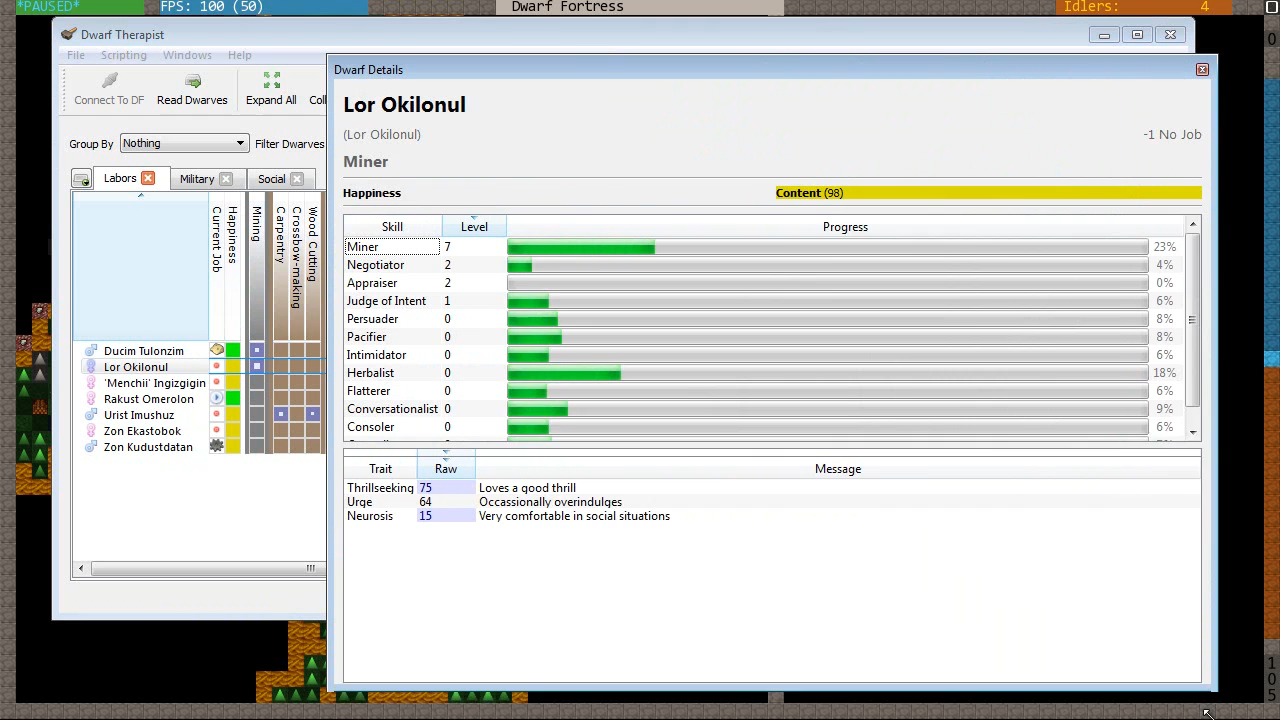 *PAUSED* FPS: 100 (50) Dwarf Fortress Idlers: 4
Dwarf Therapist
File Scripting Windows Help
Connect To DF Read Dwarves Expand All
Group By Nothing Filter Dwarves
Labors Military Social
Current Job
Happiness
Mining
Carpentry
Crossbow-making
Wood Cutting
Ducim Tulonzim
Lor Okilonul
`Menchii` Ingizgigin
Rakust Omerolon
Urist Imushuz
Zon Ekastobok
Zon Kudustdatan
Dwarf Details
Lor Okilonul
(Lor Okilonul) -1 No Job
Miner
Happiness Content (98)
Skill Level Progress
Miner 7 23%
Negotiator 2 4%
Appraiser 2 0%
Judge of Intent 1 6%
Persuader 0 8%
Pacifier 0 8%
Intimidator 0 6%
Herbalist 0 18%
Flatterer 0 6%
Conversationalist 0 9%
Consoler 0 6%
Trait Raw Message
Thrillseeking 75 Loves a good thrill
Urge 64 Occassionally overindulges
Neurosis 15 Very comfortable in social situations
0
105